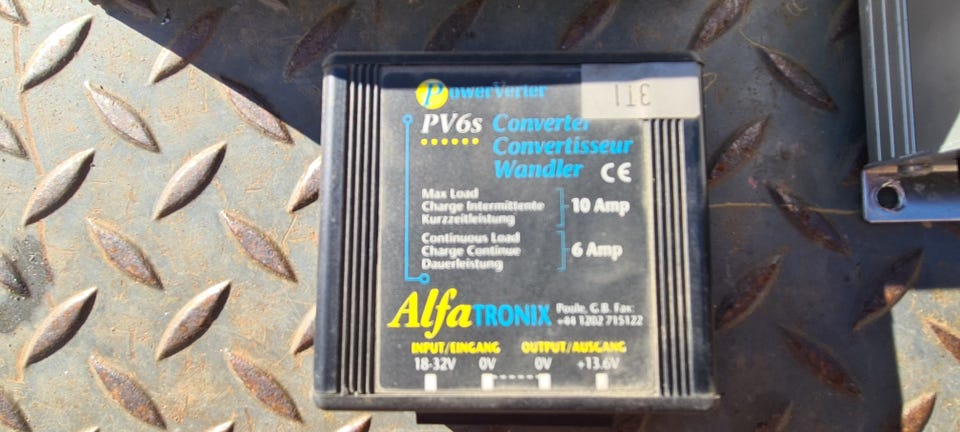 PowerVerter
3T1
PV6s Converter
Convertisseur
Wandler CE
Max Load
Charge Intermittente
Kurzzeitleistung
10 Amp
Continuous Load
Charge Continue
Dauerleistung
6 Amp
AlfaTRONIX
Poole, G.B. Fax:
+44 1202 715122
INPUT/EINGANG OUTPUT/AUSGANG
18-32V 0V 0V +13.6V